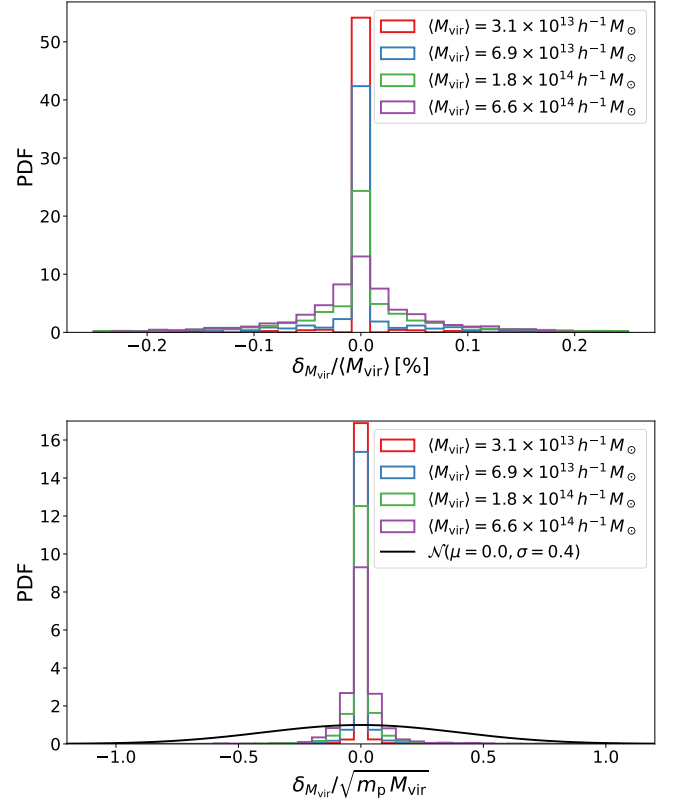 50
40
30
20
10
0
PDF
⟨M_vir⟩ = 3.1 × 10^13 h^−1 M_⊙
⟨M_vir⟩ = 6.9 × 10^13 h^−1 M_⊙
⟨M_vir⟩ = 1.8 × 10^14 h^−1 M_⊙
⟨M_vir⟩ = 6.6 × 10^14 h^−1 M_⊙
−0.2 −0.1 0.0 0.1 0.2
δ_{M_vir}/⟨M_vir⟩ [%]
16
14
12
10
8
6
4
2
0
PDF
⟨M_vir⟩ = 3.1 × 10^13 h^−1 M_⊙
⟨M_vir⟩ = 6.9 × 10^13 h^−1 M_⊙
⟨M_vir⟩ = 1.8 × 10^14 h^−1 M_⊙
⟨M_vir⟩ = 6.6 × 10^14 h^−1 M_⊙
𝒩(μ = 0.0, σ = 0.4)
−1.0 −0.5 0.0 0.5 1.0
δ_{M_vir}/√(m_p M_vir)